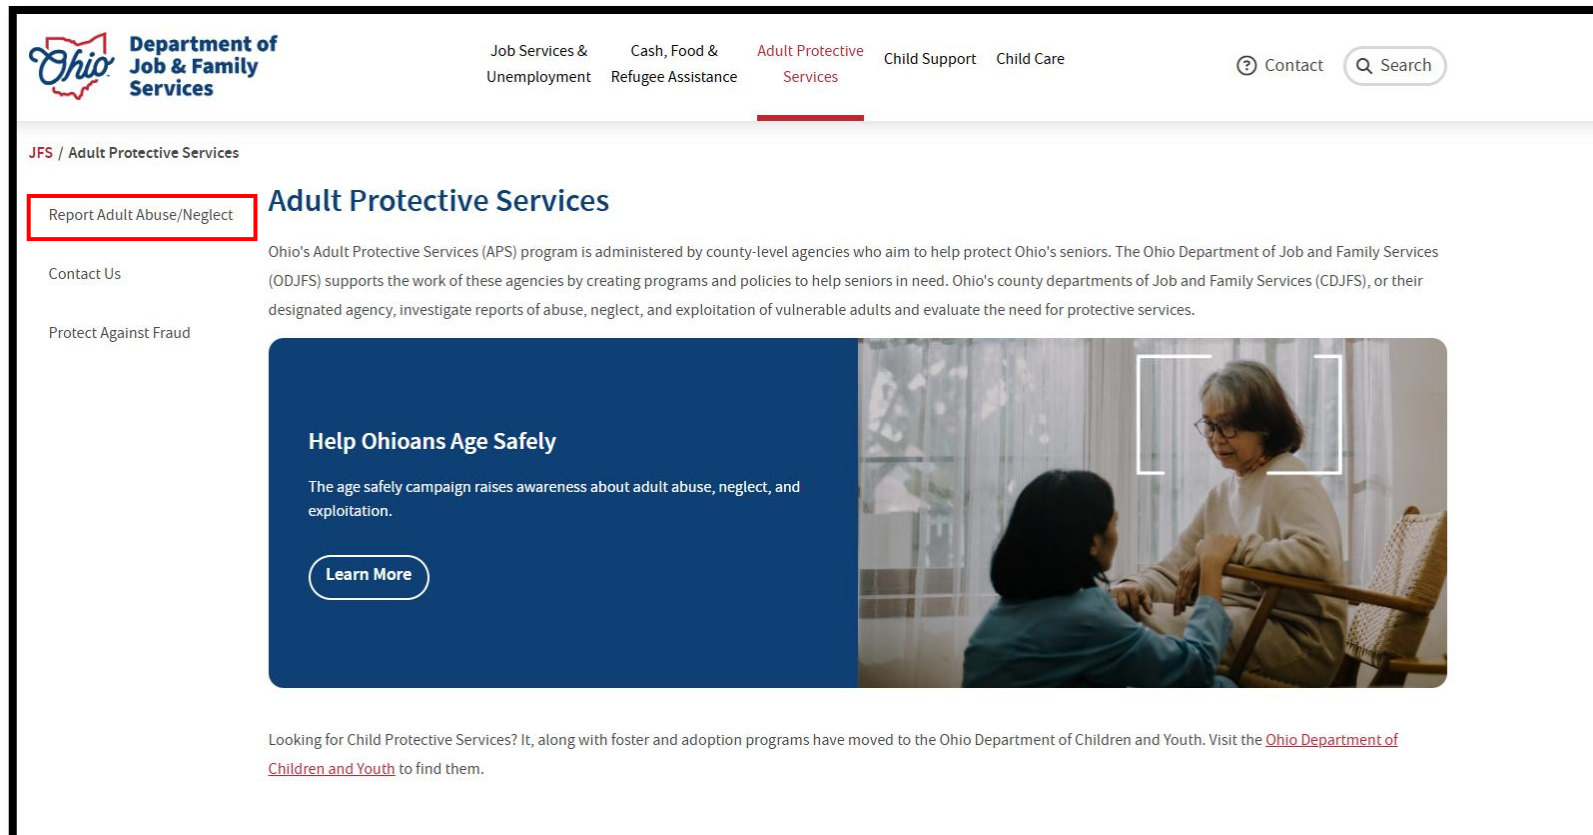 Ohio
Department of
Job & Family
Services
Job Services &
Unemployment
Cash, Food &
Refugee Assistance
Adult Protective
Services
Child Support
Child Care
Contact
Search
JFS / Adult Protective Services
Report Adult Abuse/Neglect
Contact Us
Protect Against Fraud
Adult Protective Services
Ohio's Adult Protective Services (APS) program is administered by county-level agencies who aim to help protect Ohio's seniors. The Ohio Department of Job and Family Services
(ODJFS) supports the work of these agencies by creating programs and policies to help seniors in need. Ohio's county departments of Job and Family Services (CDJFS), or their
designated agency, investigate reports of abuse, neglect, and exploitation of vulnerable adults and evaluate the need for protective services.
Help Ohioans Age Safely
The age safely campaign raises awareness about adult abuse, neglect, and
exploitation.
Learn More
Looking for Child Protective Services? It, along with foster and adoption programs have moved to the Ohio Department of Children and Youth. Visit the Ohio Department of
Children and Youth to find them.